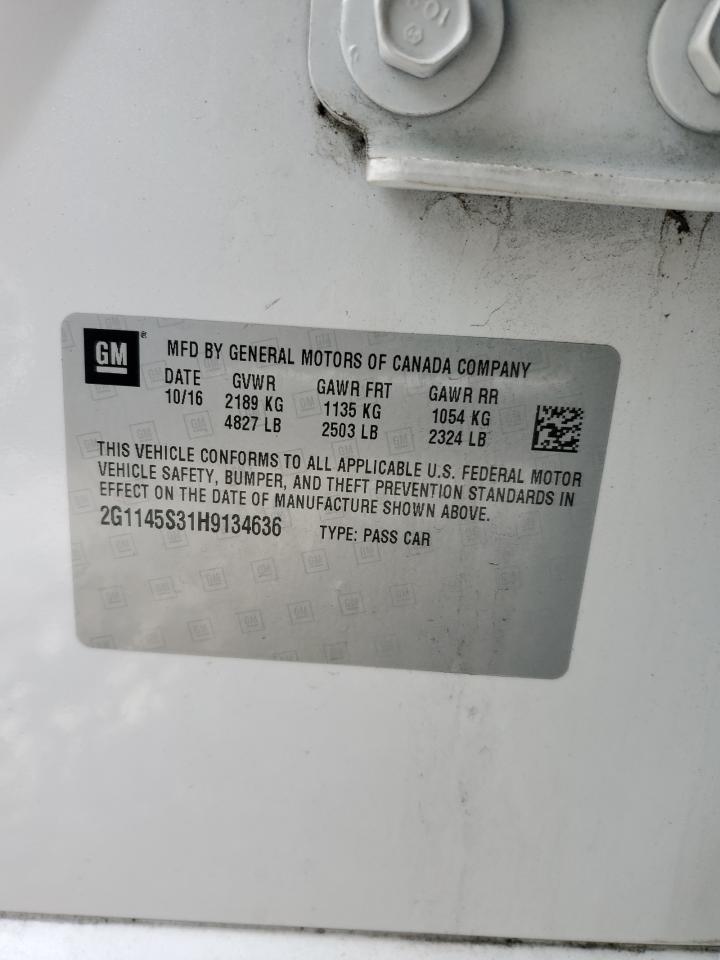 GM ® MFD BY GENERAL MOTORS OF CANADA COMPANY
DATE GVWR GAWR FRT GAWR RR
10/16 2189 KG 1135 KG 1054 KG
4827 LB 2503 LB 2324 LB
THIS VEHICLE CONFORMS TO ALL APPLICABLE U.S. FEDERAL MOTOR
VEHICLE SAFETY, BUMPER, AND THEFT PREVENTION STANDARDS IN
EFFECT ON THE DATE OF MANUFACTURE SHOWN ABOVE.
2G1145S31H9134636 TYPE: PASS CAR